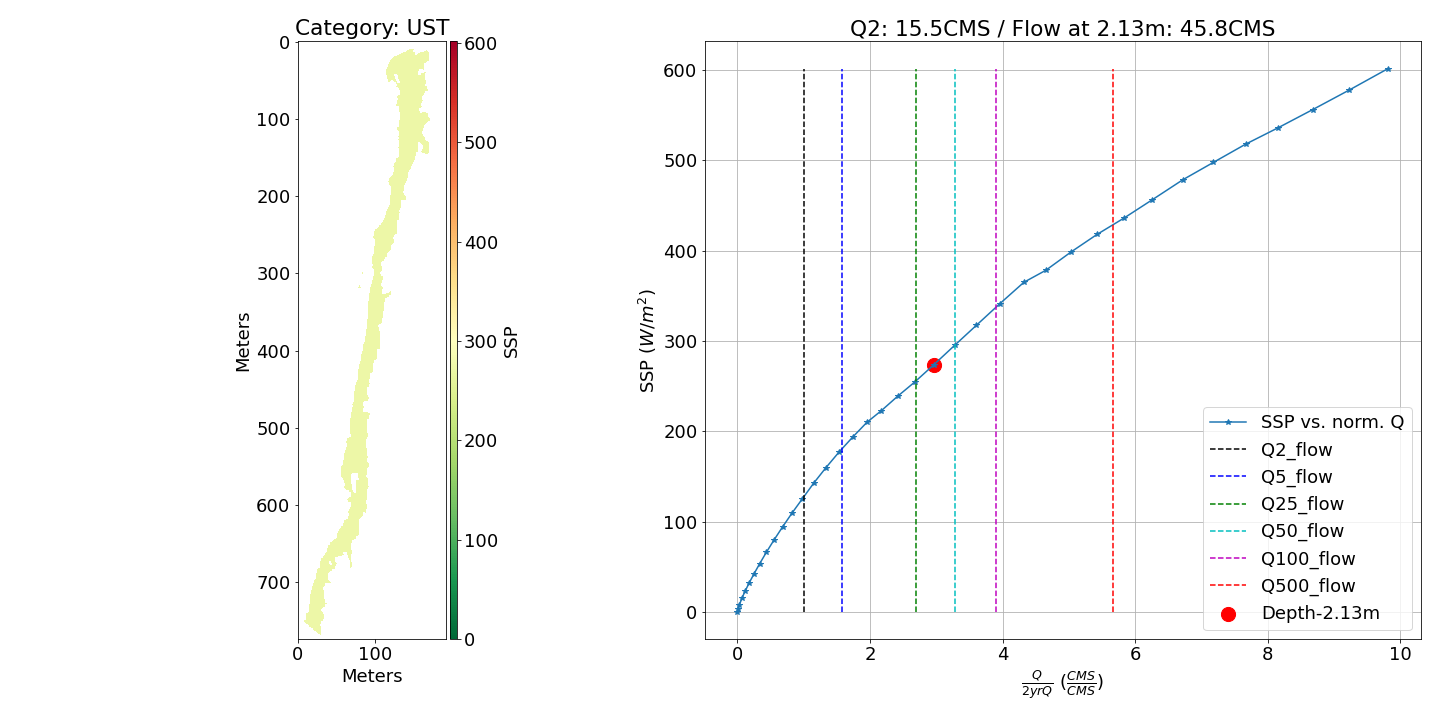 Category: UST
0
100
200
300
400
500
600
700
Meters
0
100
Meters
600
500
400
300
200
100
0
SSP
Q2: 15.5CMS / Flow at 2.13m: 45.8CMS
600
500
400
300
200
100
0
SSP (W/m²)
0
2
4
6
8
10
Q/2yrQ (CMS/CMS)
SSP vs. norm. Q
Q2_flow
Q5_flow
Q25_flow
Q50_flow
Q100_flow
Q500_flow
Depth-2.13m